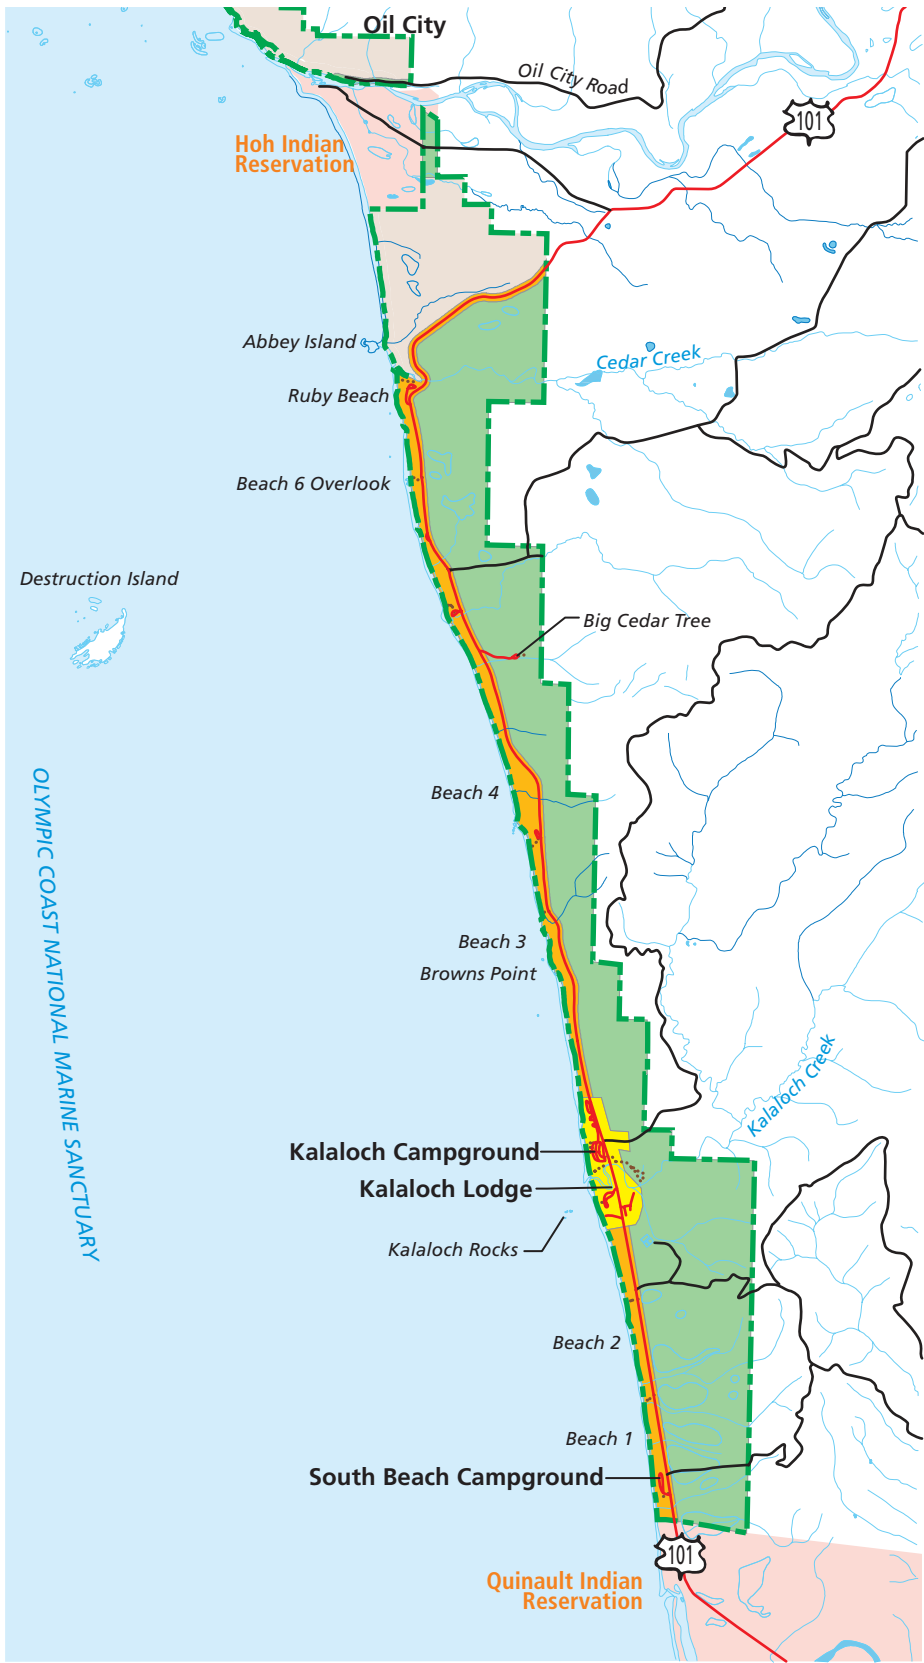 Oil City
Oil City Road
101
Hoh Indian
Reservation
Abbey Island
Cedar Creek
Ruby Beach
Beach 6 Overlook
Destruction Island
Big Cedar Tree
OLYMPIC COAST NATIONAL MARINE SANCTUARY
Beach 4
Beach 3
Browns Point
Kalaloch Creek
Kalaloch Campground
Kalaloch Lodge
Kalaloch Rocks
Beach 2
Beach 1
South Beach Campground
101
Quinault Indian
Reservation